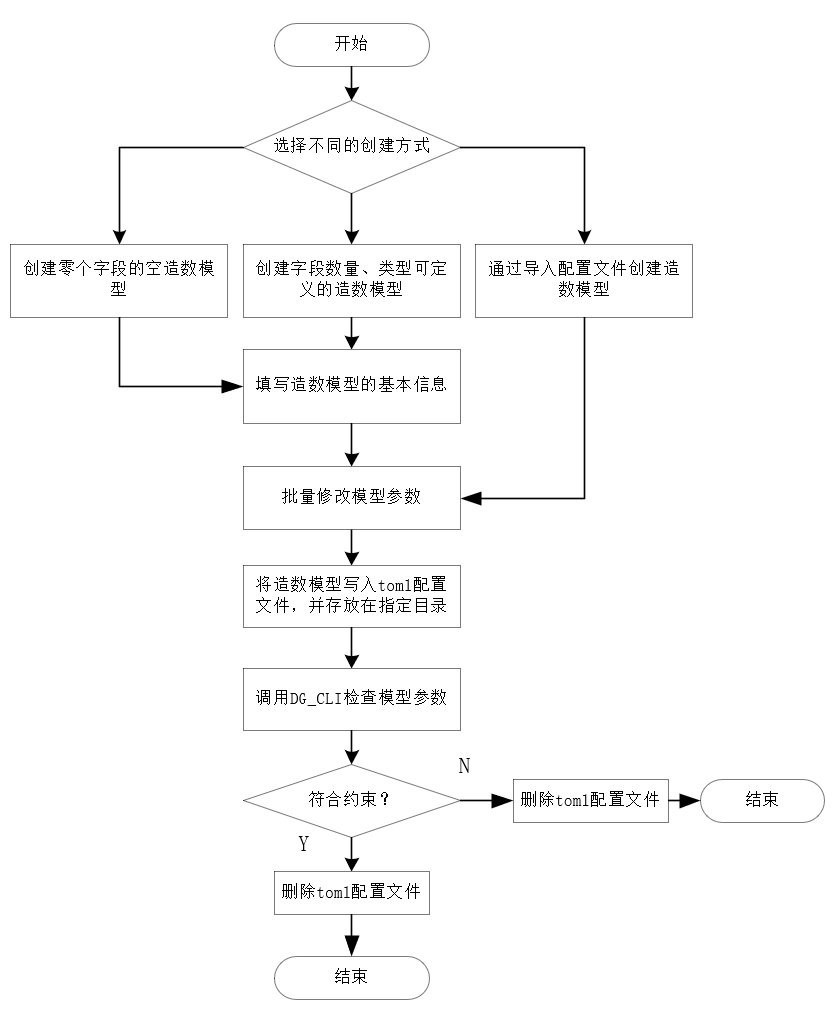 开始
选择不同的创建方式
创建零个字段的空造数模
型
创建字段数量、类型可定
义的造数模型
通过导入配置文件创建造
数模型
填写造数模型的基本信息
批量修改模型参数
将造数模型写入toml配置
文件，并存放在指定目录
调用DG_CLI检查模型参数
符合约束？
N
删除toml配置文件
结束
Y
删除toml配置文件
结束